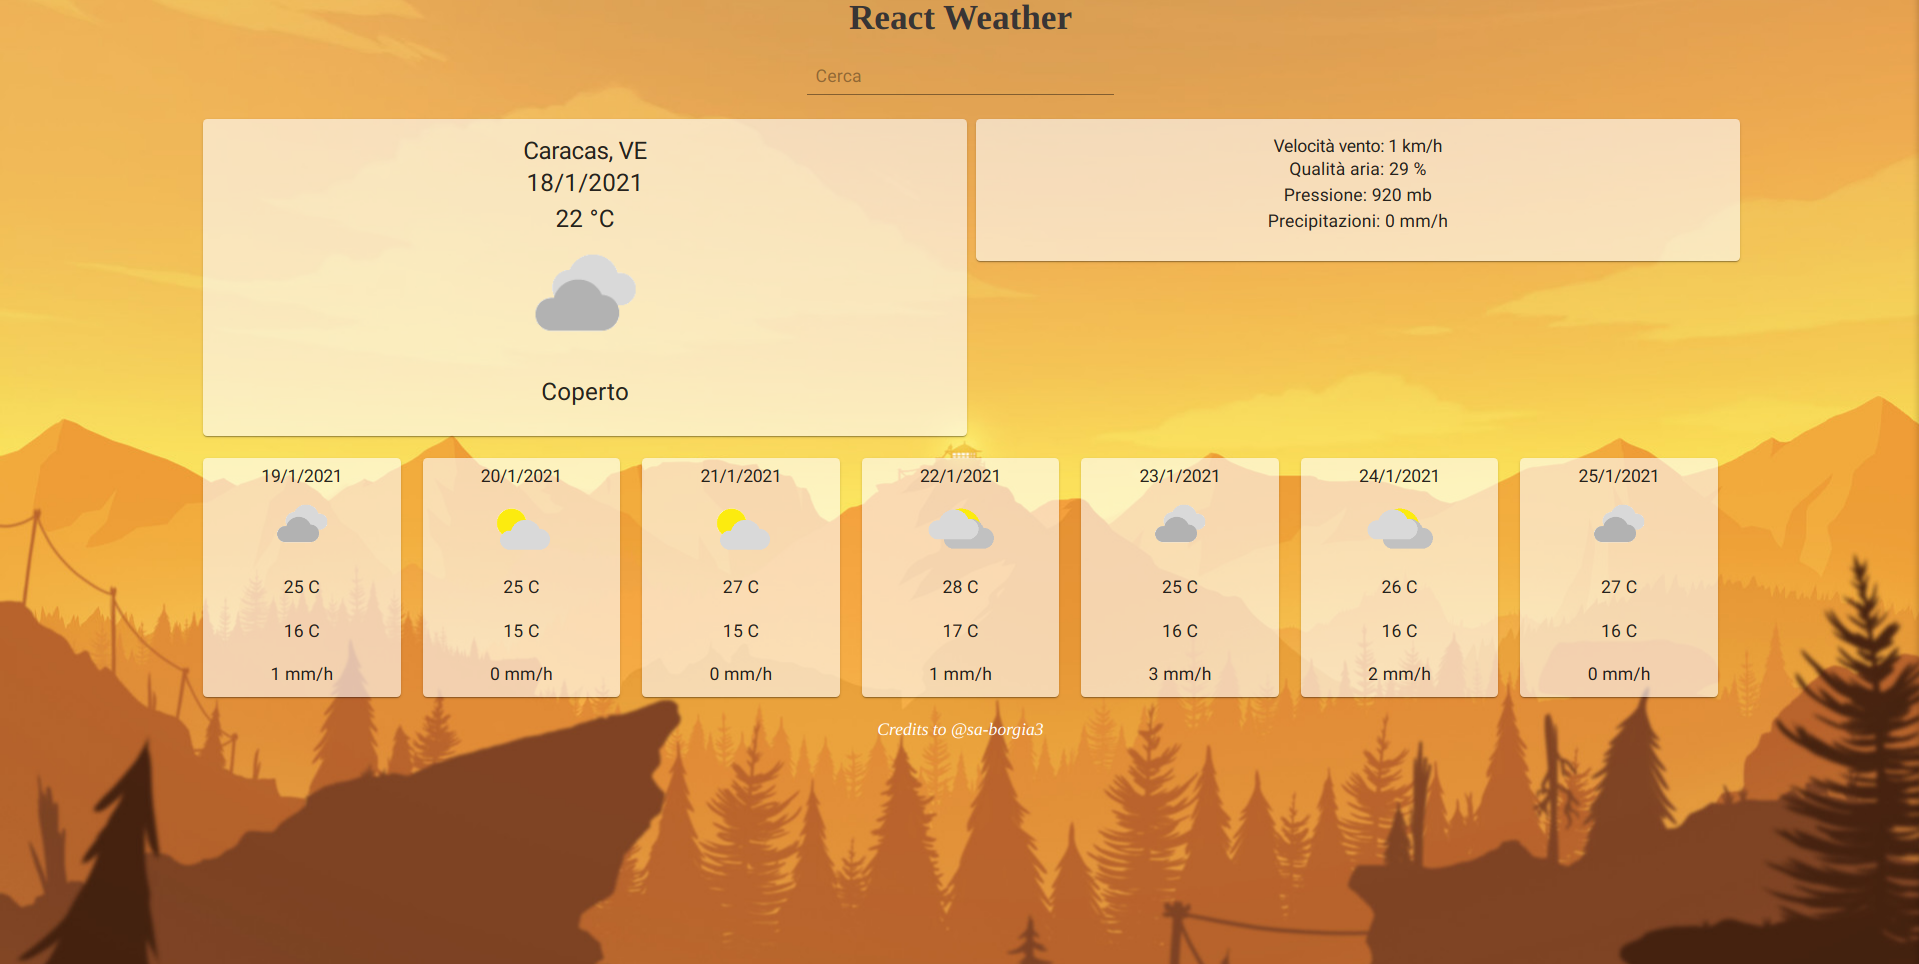 React Weather
Cerca
Caracas, VE
18/1/2021
22 °C
Coperto
Velocità vento: 1 km/h
Qualità aria: 29 %
Pressione: 920 mb
Precipitazioni: 0 mm/h
19/1/2021
25 C
16 C
1 mm/h
20/1/2021
25 C
15 C
0 mm/h
21/1/2021
27 C
15 C
0 mm/h
22/1/2021
28 C
17 C
1 mm/h
23/1/2021
25 C
16 C
3 mm/h
24/1/2021
26 C
16 C
2 mm/h
25/1/2021
27 C
16 C
0 mm/h
Credits to @sa-borgia3